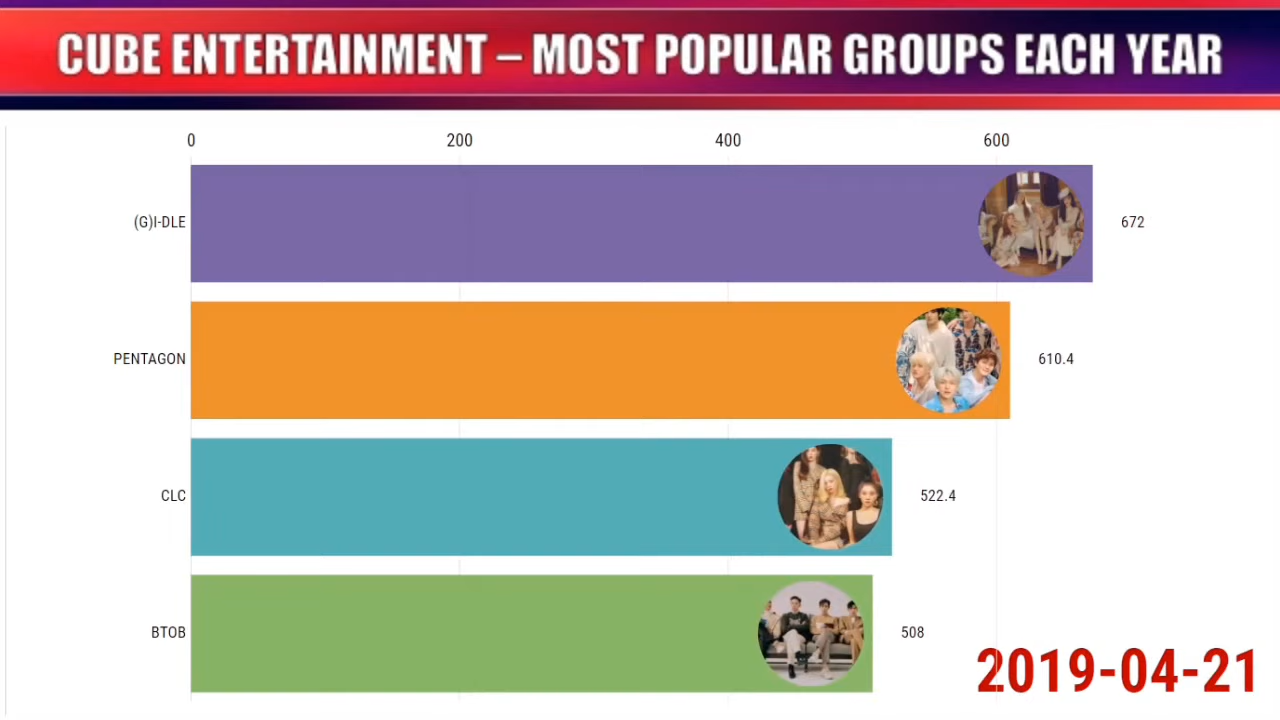 CUBE ENTERTAINMENT – MOST POPULAR GROUPS EACH YEAR
0 200 400 600
(G)I-DLE 672
PENTAGON 610.4
CLC 522.4
BTOB 508
2019-04-21